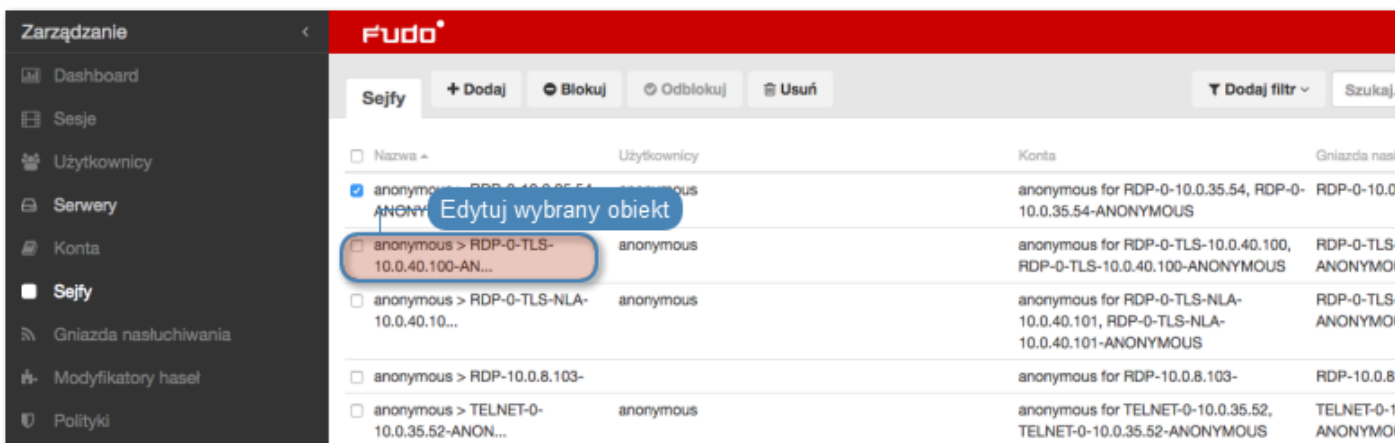 Zarządzanie
Fudo
Dashboard
Sesje
Użytkownicy
Serwery
Konta
Sejfy
Gniazda nasłuchiwania
Modyfikatory haseł
Polityki
Sejfy
+ Dodaj
Blokuj
Odblokuj
Usuń
Dodaj filtr
Szukaj.
Nazwa
Użytkownicy
Konta
Gniazda nas
anonymous
anonymous for RDP-0-10.0.35.54, RDP-0-
10.0.35.54-ANONYMOUS
RDP-0-10.0
Edytuj wybrany obiekt
anonymous > RDP-0-TLS-
10.0.40.100-AN...
anonymous
anonymous for RDP-0-TLS-10.0.40.100,
RDP-0-TLS-10.0.40.100-ANONYMOUS
RDP-0-TLS-
ANONYMO
anonymous > RDP-0-TLS-NLA-
10.0.40.10...
anonymous
anonymous for RDP-0-TLS-NLA-
10.0.40.101, RDP-0-TLS-NLA-
10.0.40.101-ANONYMOUS
RDP-0-TLS-
ANONYMO
anonymous > RDP-10.0.8.103-
anonymous for RDP-10.0.8.103-
RDP-10.0.8
anonymous > TELNET-0-
10.0.35.52-ANON...
anonymous
anonymous for TELNET-0-10.0.35.52,
TELNET-0-10.0.35.52-ANONYMOUS
TELNET-0-1
ANONYMO